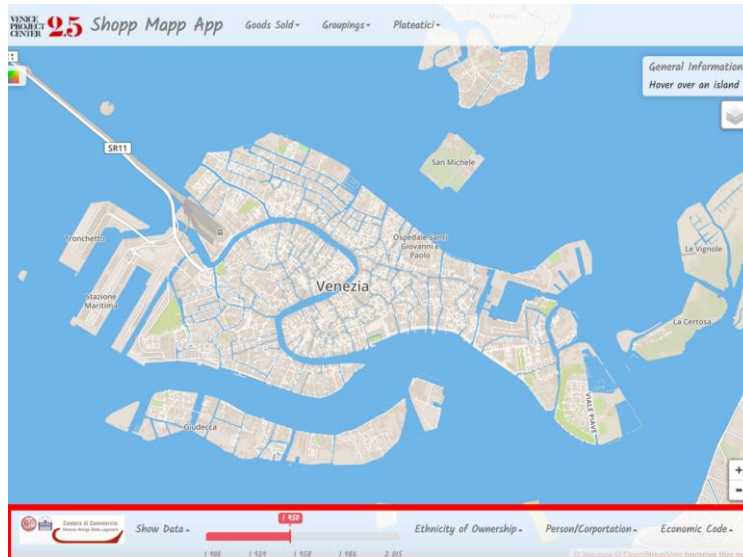 VENICE
PROJECT
CENTER
25
Shopp Mapp App
Goods Sold
Groupings
Plateatici
General Information
Hover over an island
SR11
San Michele
Tronchetto
Ospedale Santi
Giovanni e
Paolo
Le Vignole
Venezia
Stazione
Marittima
La Certosa
VIALE PIAVE
Giudecca
+
-
Camera di Commercio
Show Data
1 958
Ethnicity of Ownership
Person/Corportation
Economic Code
1 900 1 929 1 958 1 986 2 015
© Mapbox © OpenStreetMap Improve this